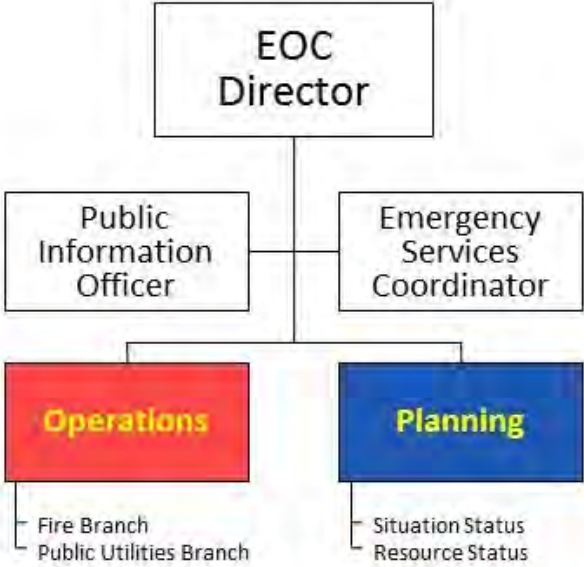 EOC
Director
Public
Information
Officer
Emergency
Services
Coordinator
Operations
Planning
Fire Branch
Public Utilities Branch
Situation Status
Resource Status